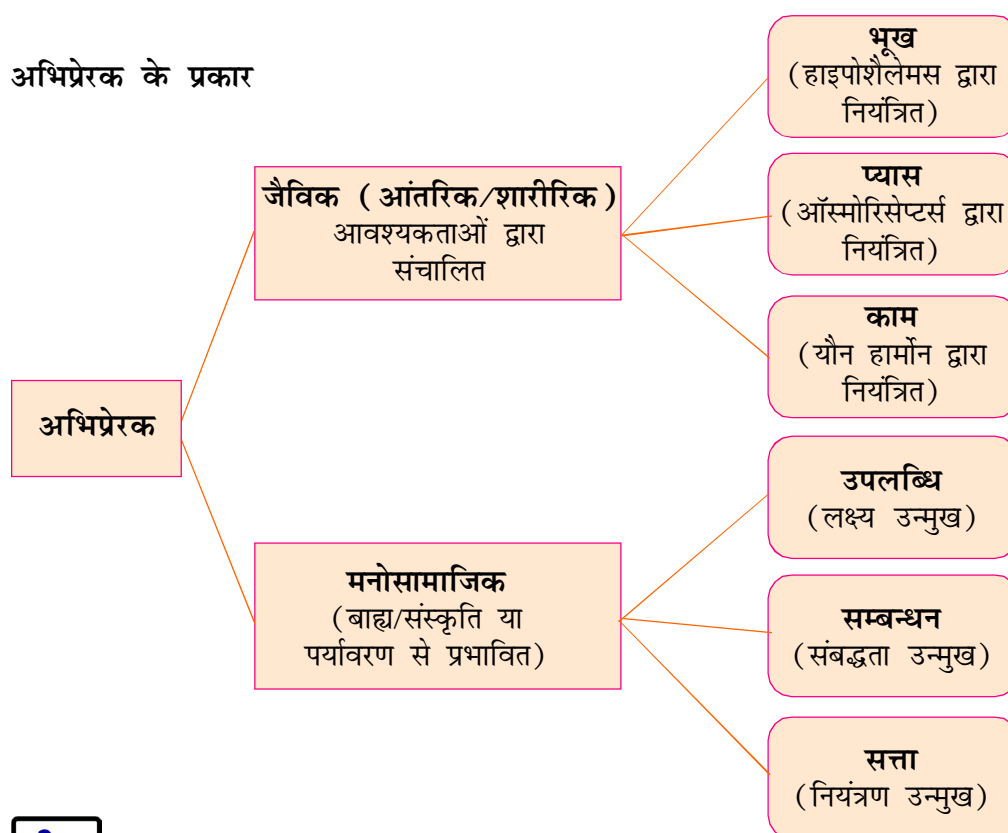 अभिप्रेरक के प्रकार
भूख
(हाइपोशैलेमस द्वारा
नियंत्रित)
जैविक (आंतरिक/शारीरिक)
आवश्यकताओं द्वारा
संचालित
प्यास
(ऑस्मोरिसेप्टर्स द्वारा
नियंत्रित)
काम
(यौन हार्मोन द्वारा
नियंत्रित)
अभिप्रेरक
मनोसामाजिक
(बाह्य/संस्कृति या
पर्यावरण से प्रभावित)
उपलब्धि
(लक्ष्य उन्मुख)
सम्बन्धन
(संबद्धता उन्मुख)
सत्ता
(नियंत्रण उन्मुख)